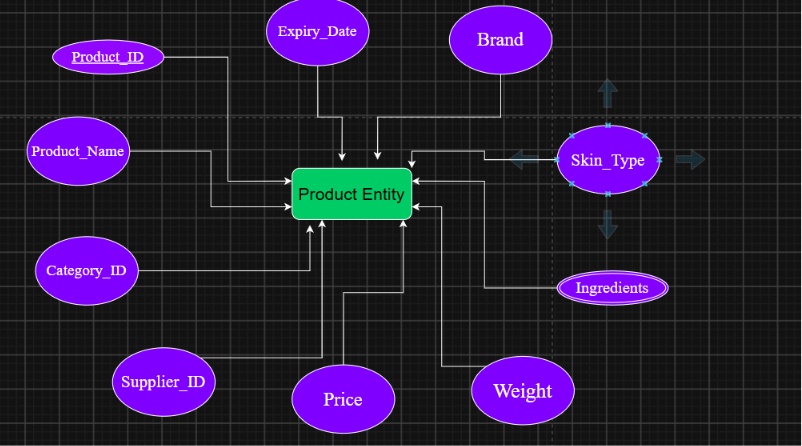 Expiry_Date
Brand
Product_ID
Product_Name
Skin_Type
Product Entity
Category_ID
Ingredients
Supplier_ID
Price
Weight